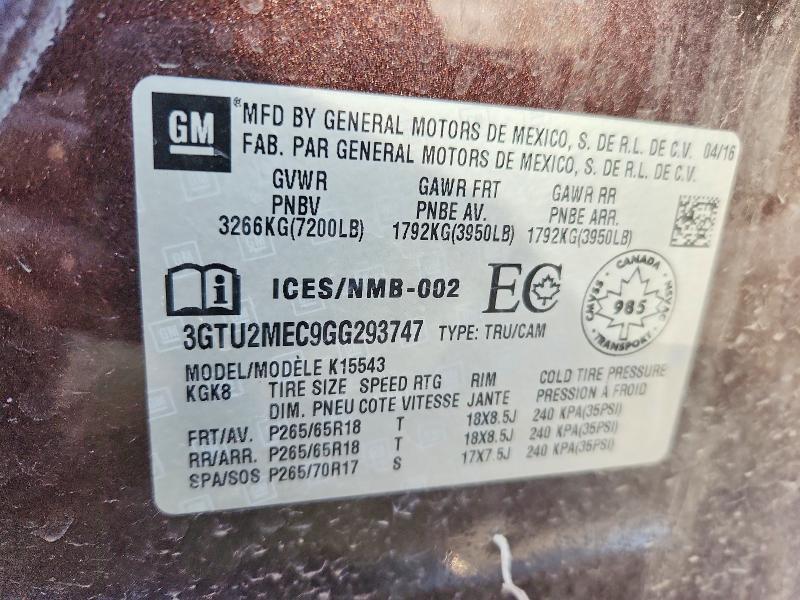 GM
MFD BY GENERAL MOTORS DE MEXICO, S. DE R.L. DE C.V. 04/16
FAB. PAR GENERAL MOTORS DE MEXICO, S. DE R.L. DE C.V.
GVWR GAWR FRT GAWR RR
PNBV PNBE AV. PNBE ARR.
3266KG(7200LB) 1792KG(3950LB) 1792KG(3950LB)
i ICES/NMB-002 EC
CANADA
SVNAC 985 NSVAC
TRANSPORT
3GTU2MEC9GG293747 TYPE: TRU/CAM
MODEL/MODÈLE K15543
KGK8 TIRE SIZE SPEED RTG RIM COLD TIRE PRESSURE
DIM. PNEU COTE VITESSE JANTE PRESSION A FROID
FRT/AV. P265/65R18 T 18X8.5J 240 KPA(35PSI)
RR/ARR. P265/65R18 T 18X8.5J 240 KPA(35PSI)
SPA/SOS P265/70R17 S 17X7.5J 240 KPA(35PSI)